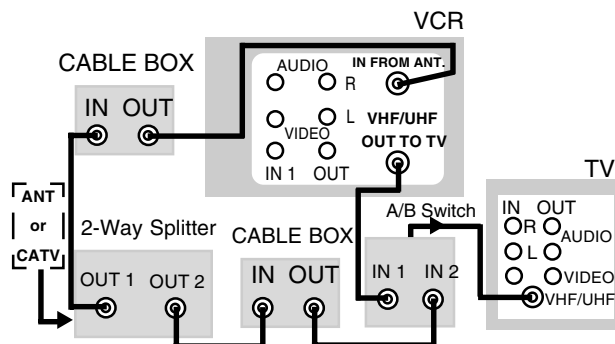 VCR
CABLE BOX
IN OUT
AUDIO
R
IN FROM ANT.
L
VIDEO
VHF/UHF
OUT TO TV
IN 1 OUT
ANT
or
CATV
2-Way Splitter
OUT 1 OUT 2
CABLE BOX
IN OUT
A/B Switch
IN 1 IN 2
TV
IN OUT
R
AUDIO
L
VIDEO
VHF/UHF